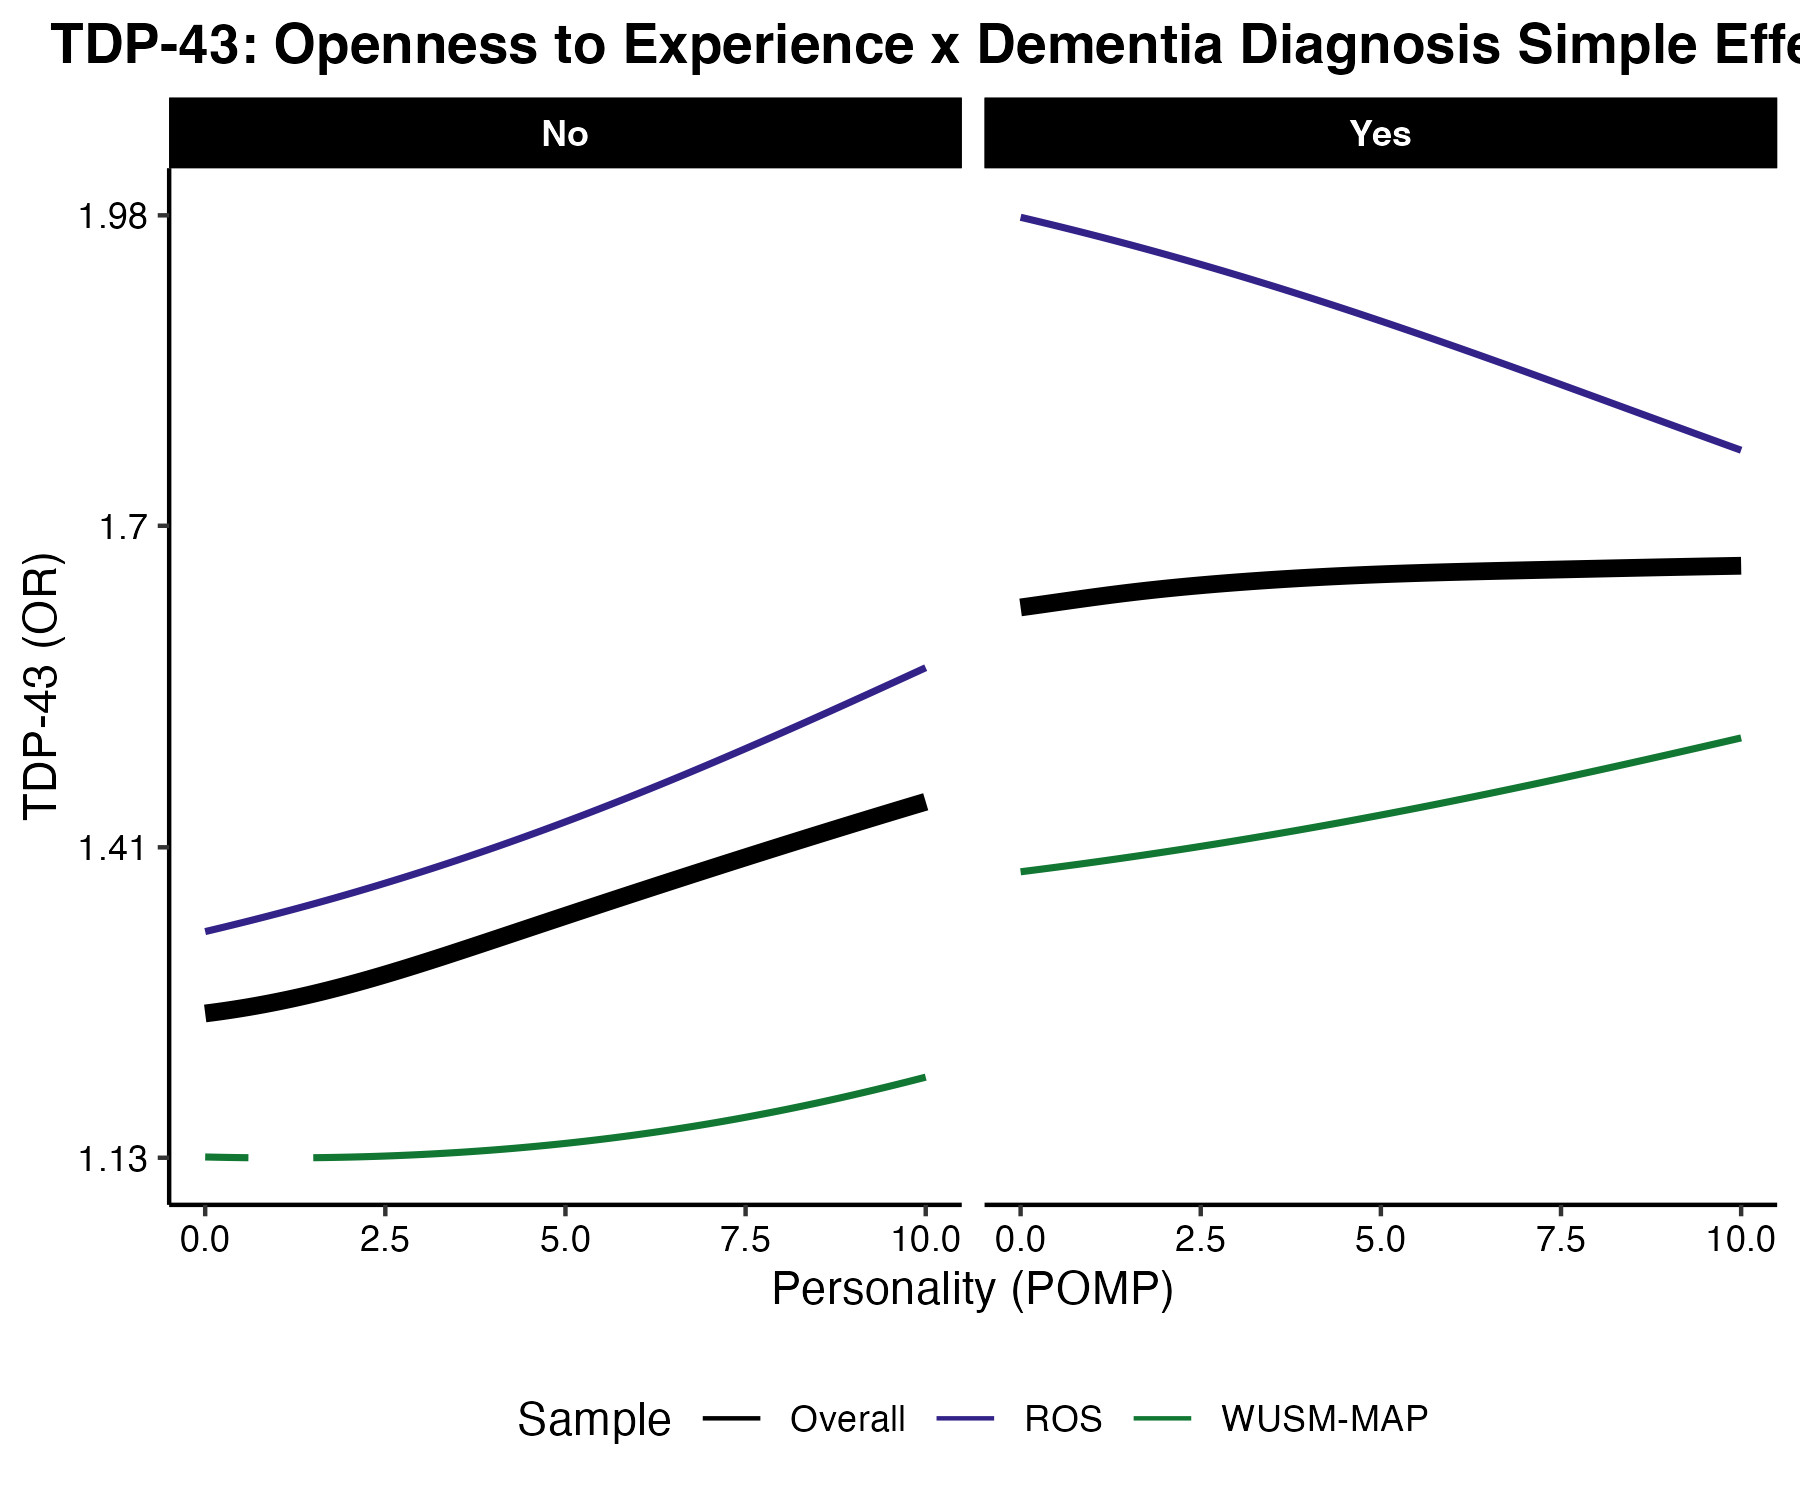 TDP-43: Openness to Experience x Dementia Diagnosis Simple Effe
No
Yes
1.98
1.7
1.41
1.13
TDP-43 (OR)
0.0 2.5 5.0 7.5 10.0
0.0 2.5 5.0 7.5 10.0
Personality (POMP)
Sample Overall ROS WUSM-MAP